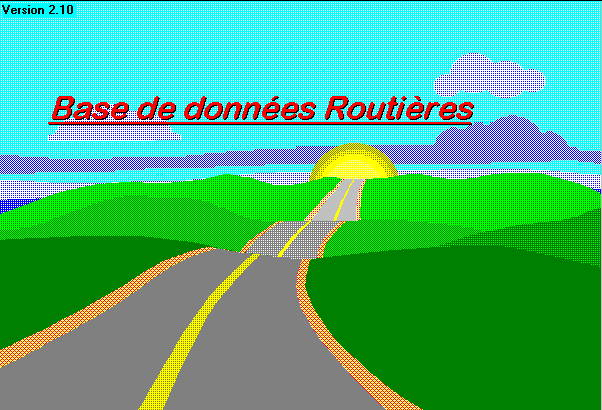 Version 2.10
Base de données Routières